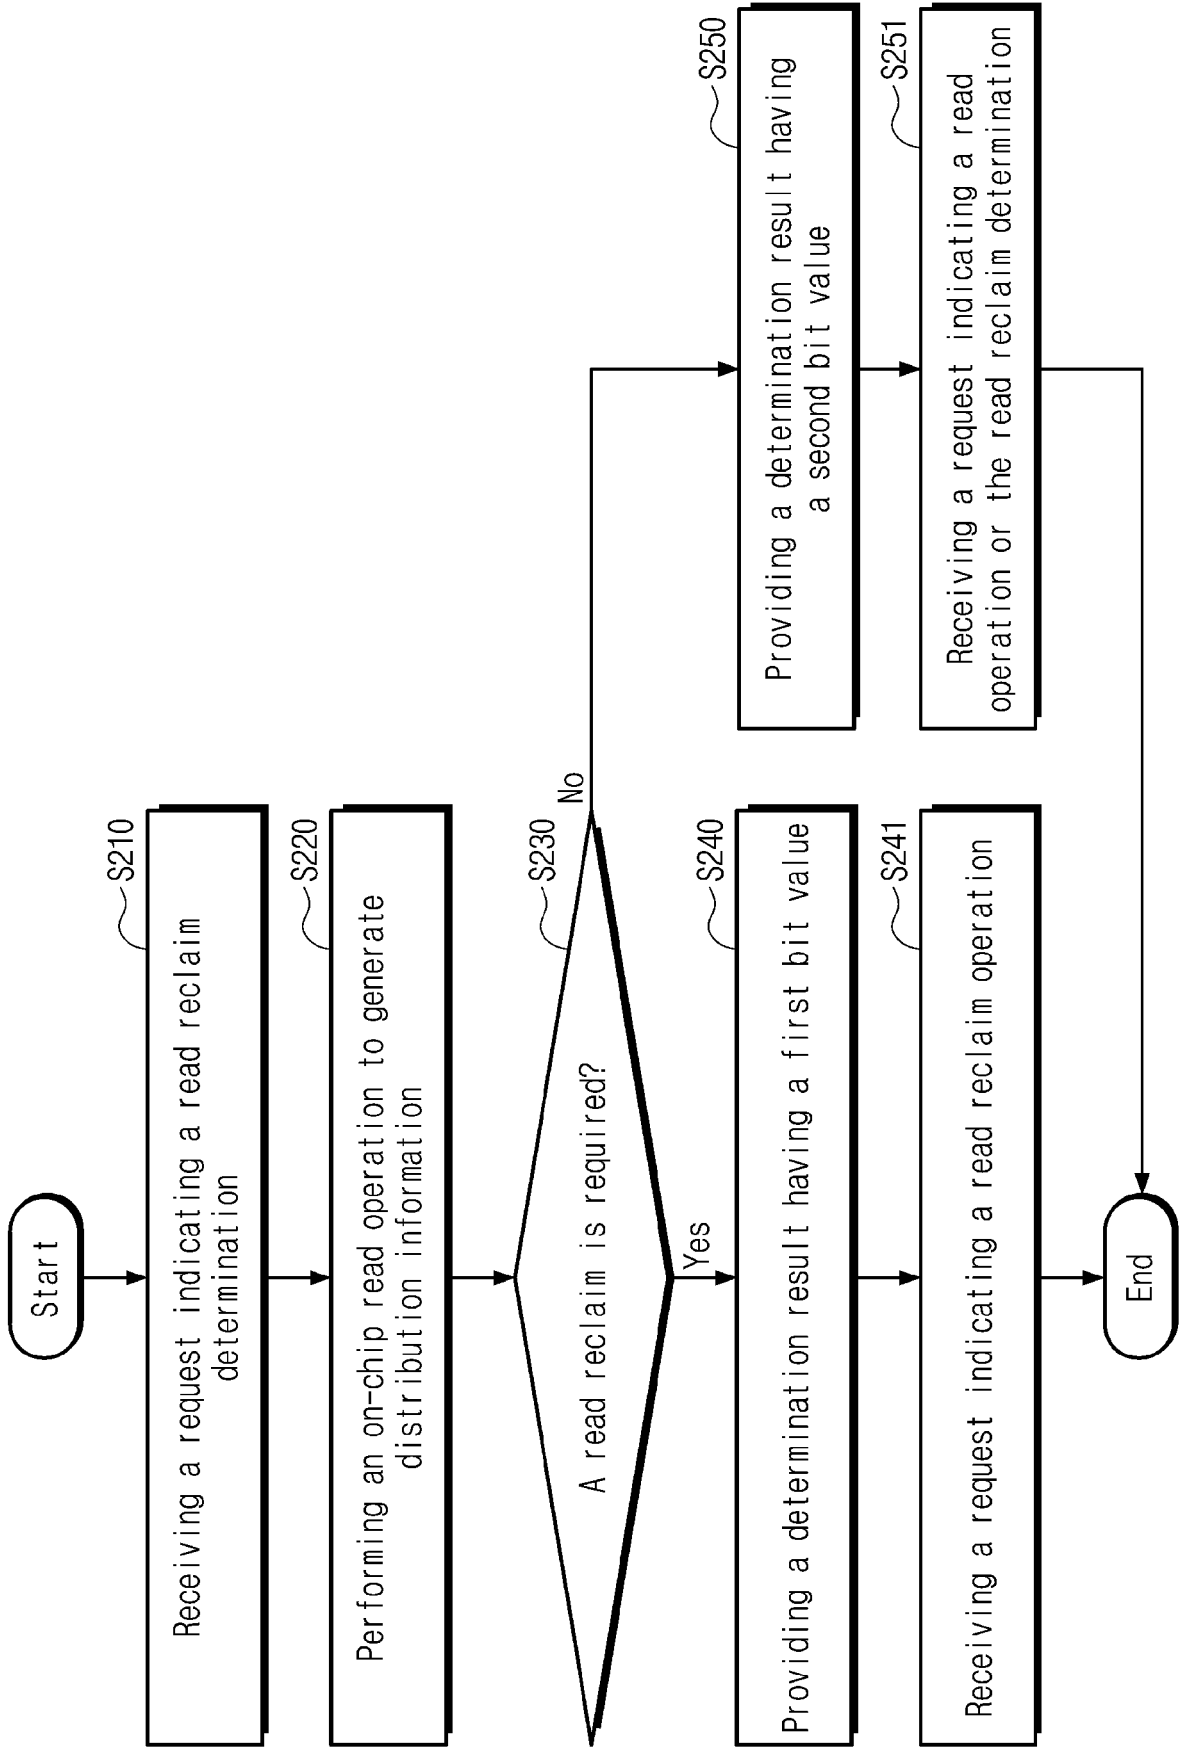 Start
S210
Receiving a request indicating a read reclaim
determination
S220
Performing an on-chip read operation to generate
distribution information
S230
A read reclaim is required?
No
Yes
S240
Providing a determination result having a first bit value
S250
Providing a determination result having
a second bit value
S241
Receiving a request indicating a read reclaim operation
S251
Receiving a request indicating a read
operation or the read reclaim determination
End